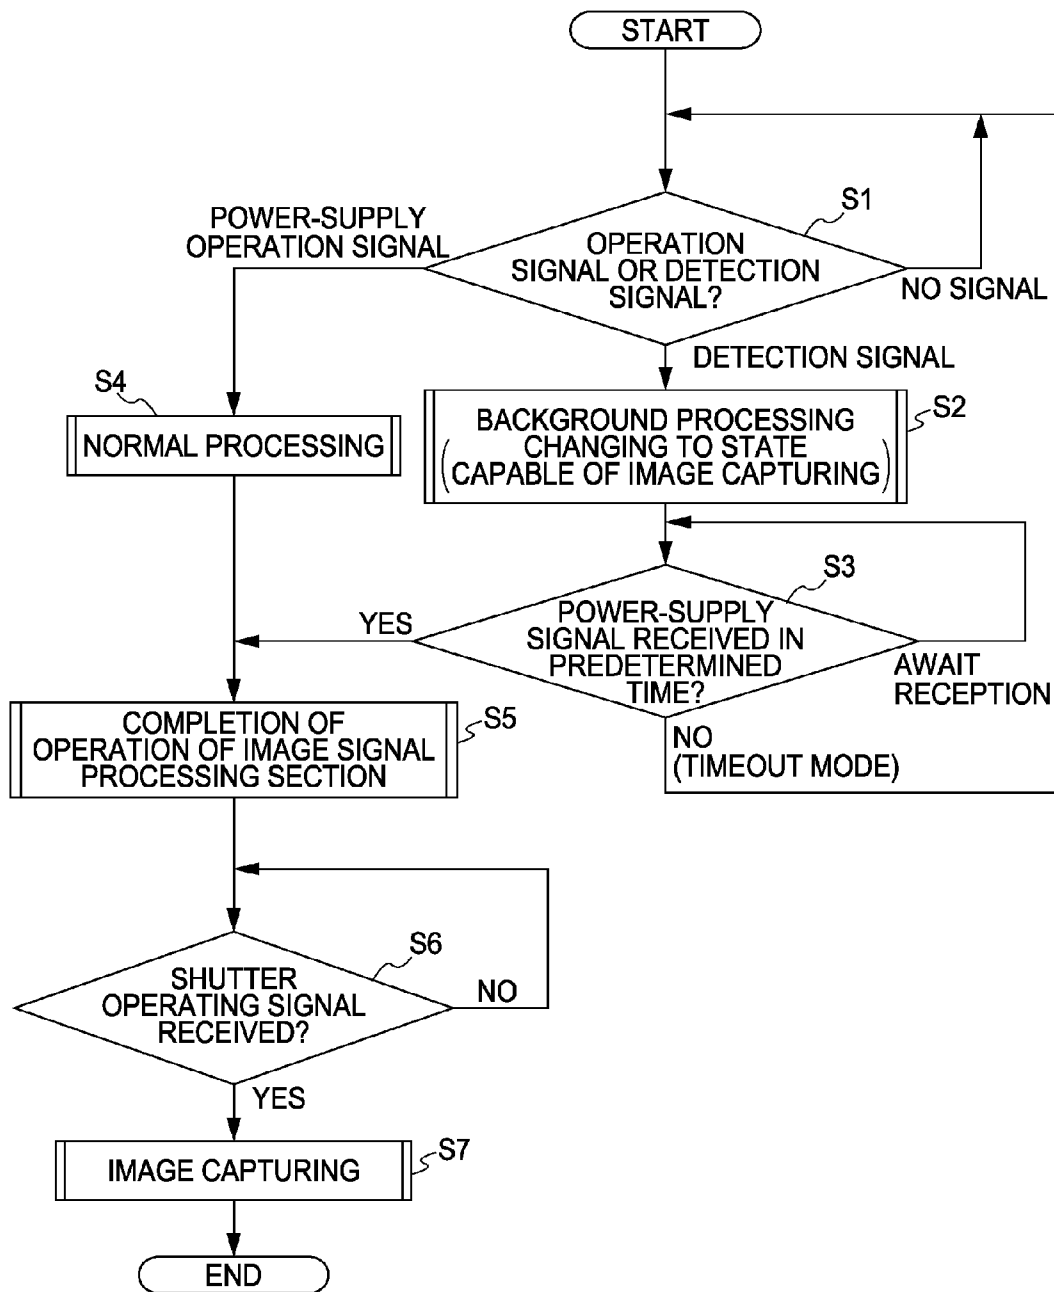 START
S1
POWER-SUPPLY
OPERATION SIGNAL
OPERATION
SIGNAL OR DETECTION
SIGNAL?
NO SIGNAL
DETECTION SIGNAL
S4
NORMAL PROCESSING
S2
BACKGROUND PROCESSING
(CHANGING TO STATE
CAPABLE OF IMAGE CAPTURING)
S3
YES
POWER-SUPPLY
SIGNAL RECEIVED IN
PREDETERMINED
TIME?
AWAIT
RECEPTION
NO
(TIMEOUT MODE)
COMPLETION OF
OPERATION OF IMAGE SIGNAL
PROCESSING SECTION
S5
S6
SHUTTER
OPERATING SIGNAL
RECEIVED?
NO
YES
IMAGE CAPTURING
S7
END